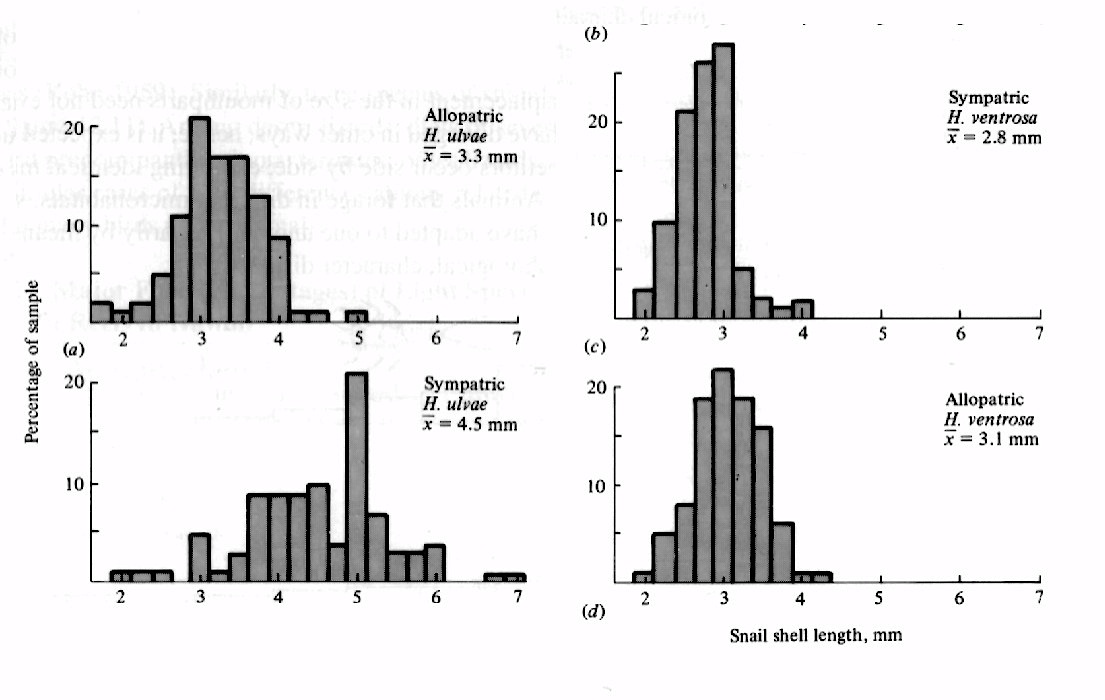 Percentage of sample
Allopatric
H. ulvae
x̅ = 3.3 mm
20
10
2 3 4 5 6 7
(a)
Sympatric
H. ulvae
x̅ = 4.5 mm
20
10
2 3 4 5 6 7
(b)
Sympatric
H. ventrosa
x̅ = 2.8 mm
20
10
2 3 4 5 6 7
(c)
Allopatric
H. ventrosa
x̅ = 3.1 mm
20
10
2 3 4 5 6 7
(d)
Snail shell length, mm